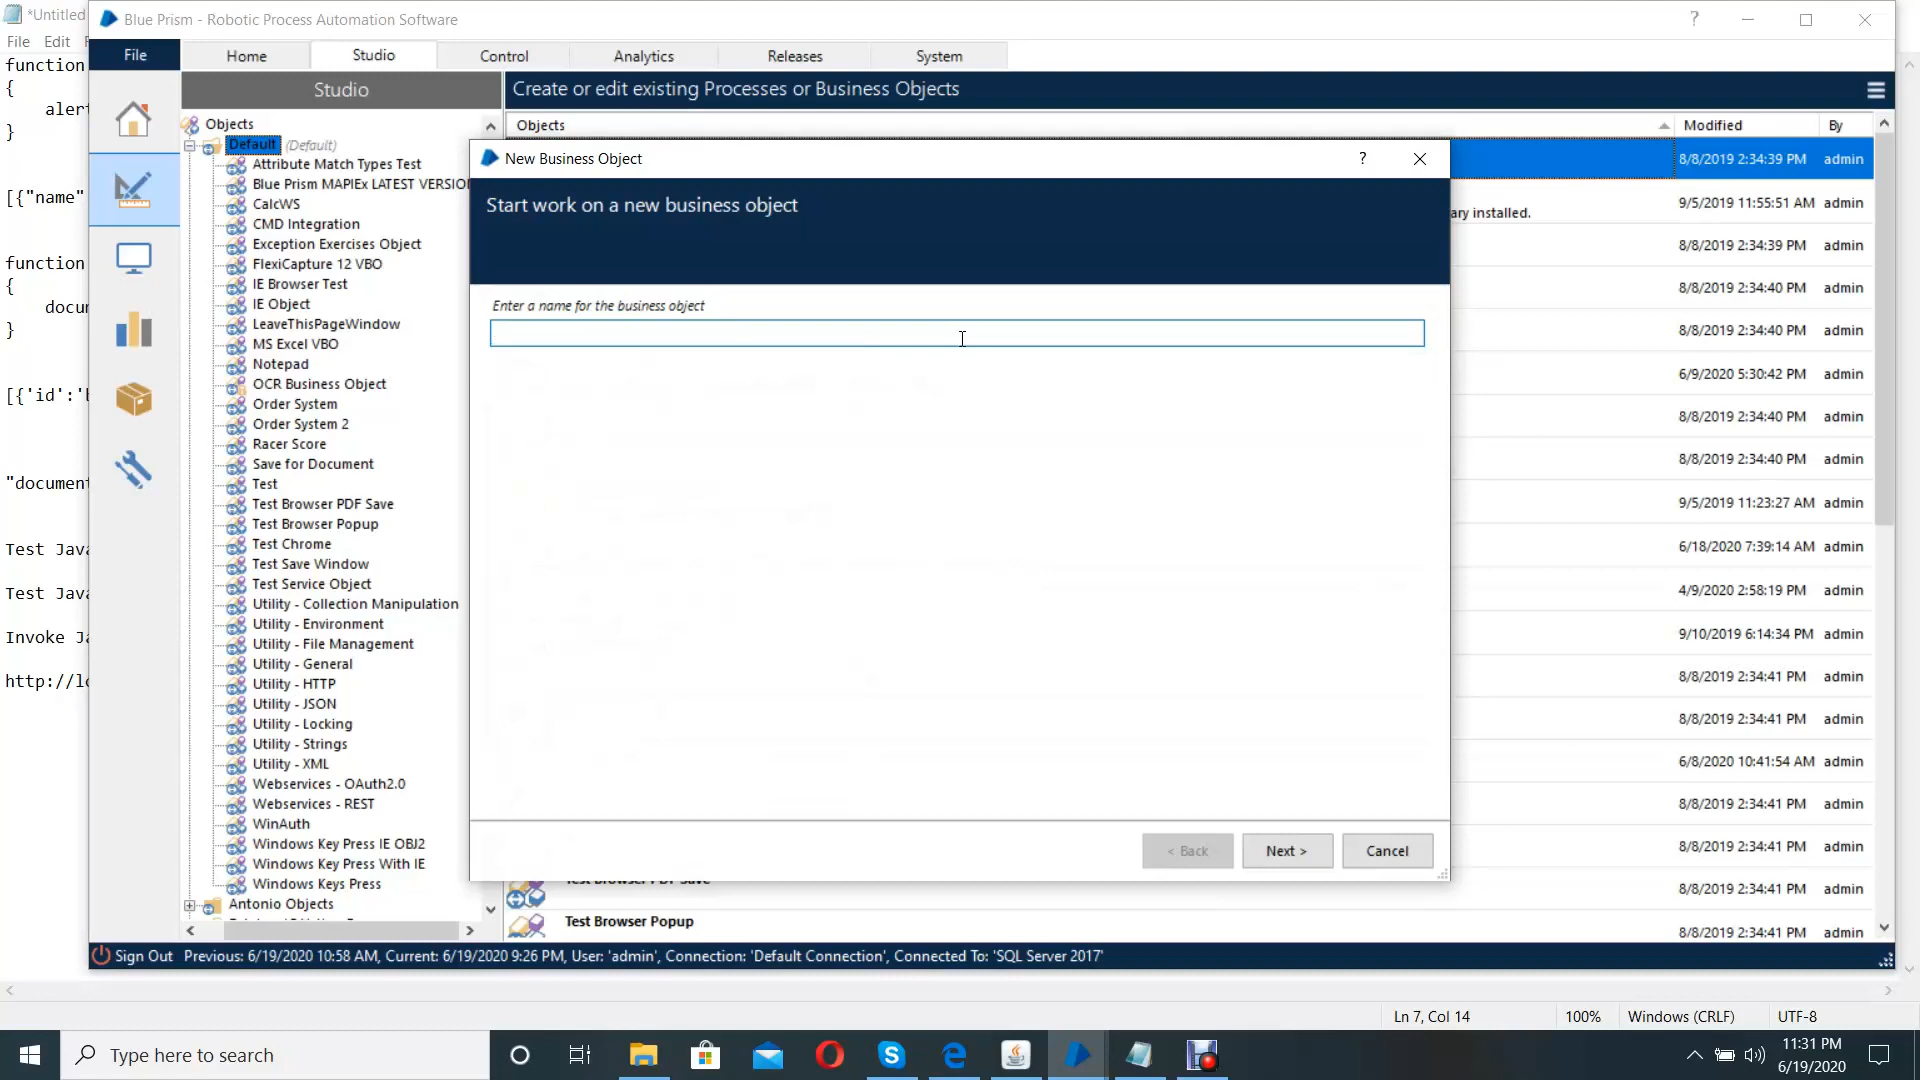 *Untitled
Blue Prism - Robotic Process Automation Software
File Edit
File
Home
Studio
Control
Analytics
Releases
System
function
{
}
[{"name"
function
{
}
[{'id':'
Studio
Create or edit existing Processes or Business Objects
Objects
Default (Default)
Attribute Match Types Test
Blue Prism MAPIEx LATEST VERSION
CalcWS
CMD Integration
Exception Exercises Object
FlexiCapture 12 VBO
IE Browser Test
IE Object
LeaveThisPageWindow
MS Excel VBO
Notepad
OCR Business Object
Order System
Order System 2
Racer Score
Save for Document
Test
Test Browser PDF Save
Test Browser Popup
Test Chrome
Test Save Window
Test Service Object
Utility - Collection Manipulation
Utility - Environment
Utility - File Management
Utility - General
Utility - HTTP
Utility - JSON
Utility - Locking
Utility - Strings
Utility - XML
Webservices - OAuth2.0
Webservices - REST
WinAuth
Windows Key Press IE OBJ2
Windows Key Press With IE
Windows Keys Press
Antonio Objects
Objects
Modified
By
8/8/2019 2:34:39 PM admin
ary installed.
9/5/2019 11:55:51 AM admin
8/8/2019 2:34:39 PM admin
8/8/2019 2:34:40 PM admin
8/8/2019 2:34:40 PM admin
6/9/2020 5:30:42 PM admin
8/8/2019 2:34:40 PM admin
8/8/2019 2:34:40 PM admin
9/5/2019 11:23:27 AM admin
6/18/2020 7:39:14 AM admin
4/9/2020 2:58:19 PM admin
9/10/2019 6:14:34 PM admin
8/8/2019 2:34:41 PM admin
8/8/2019 2:34:41 PM admin
6/8/2020 10:41:54 AM admin
8/8/2019 2:34:41 PM admin
8/8/2019 2:34:41 PM admin
8/8/2019 2:34:41 PM admin
8/8/2019 2:34:41 PM admin
New Business Object
?
Start work on a new business object
Enter a name for the business object
< Back
Next >
Cancel
Test Browser PDF Save
Test Browser Popup
"document
Test Java
Test Java
Invoke Ja
http://lo
Sign Out Previous: 6/19/2020 10:58 AM, Current: 6/19/2020 9:26 PM, User: 'admin', Connection: 'Default Connection', Connected To: 'SQL Server 2017'
Ln 7, Col 14
100%
Windows (CRLF)
UTF-8
Type here to search
11:31 PM
6/19/2020